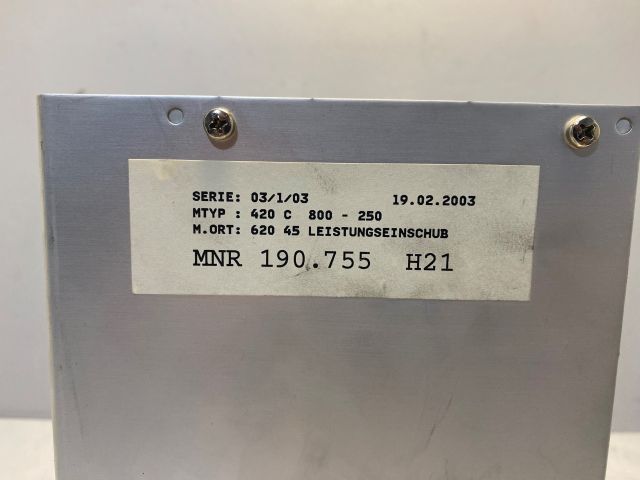 SERIE: 03/1/03 19.02.2003
MTYP : 420 C 800 - 250
M.ORT: 620 45 LEISTUNGSEINSCHUB
MNR 190.755 H21